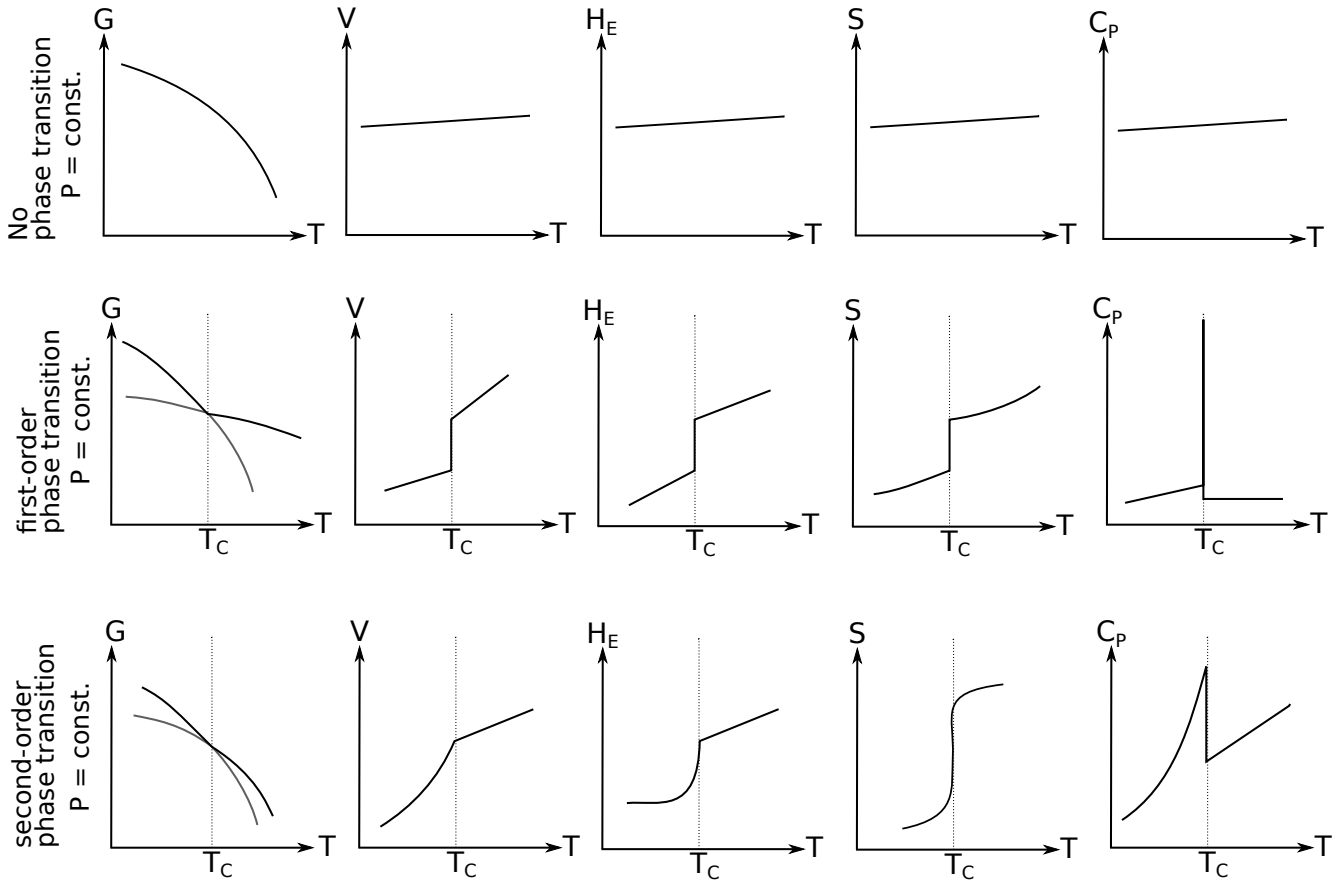 No
phase transition
P = const.
G
T
V
T
H_E
T
S
T
C_P
T
first-order
phase transition
P = const.
G
T
T_C
V
T
T_C
H_E
T
T_C
S
T
T_C
C_P
T
T_C
second-order
phase transition
P = const.
G
T
T_C
V
T
T_C
H_E
T
T_C
S
T
T_C
C_P
T
T_C